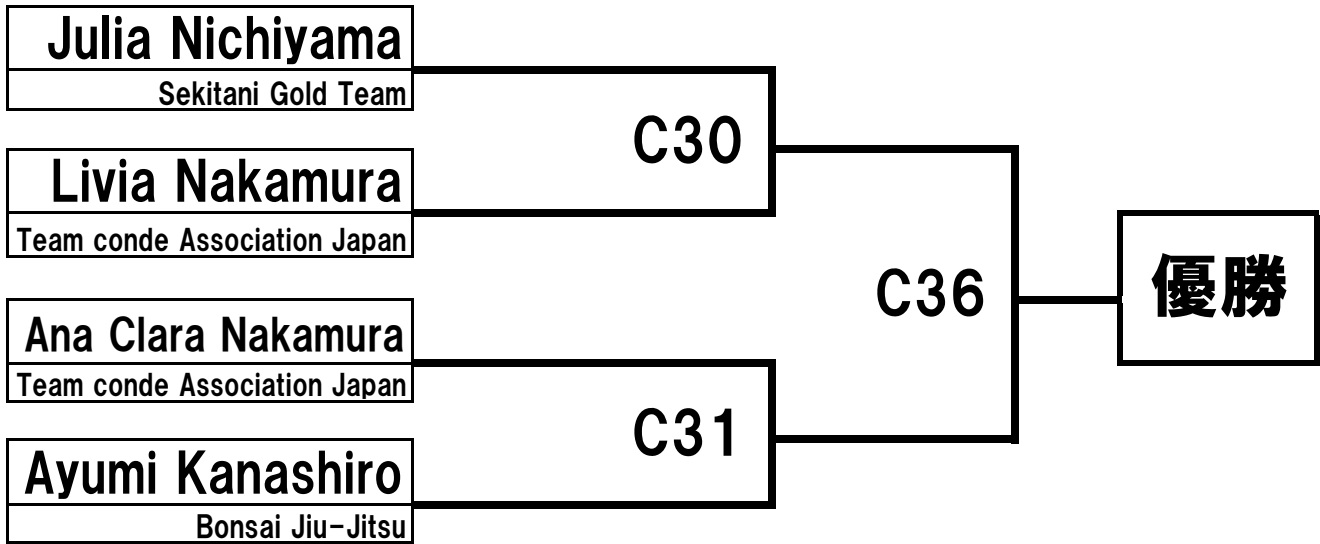 Julia Nichiyama
Sekitani Gold Team
C30
Livia Nakamura
Team conde Association Japan
C36
優勝
Ana Clara Nakamura
Team conde Association Japan
C31
Ayumi Kanashiro
Bonsai Jiu-Jitsu